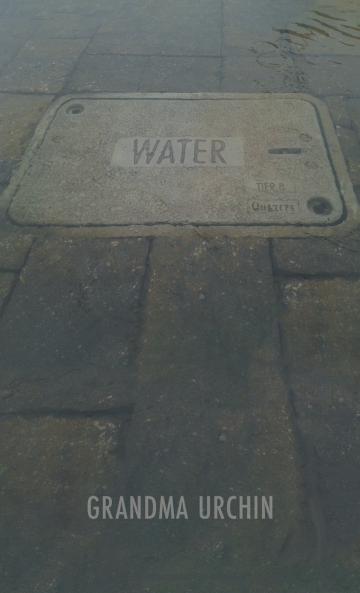 WATER
TIER 8
Quazite
GRANDMA URCHIN